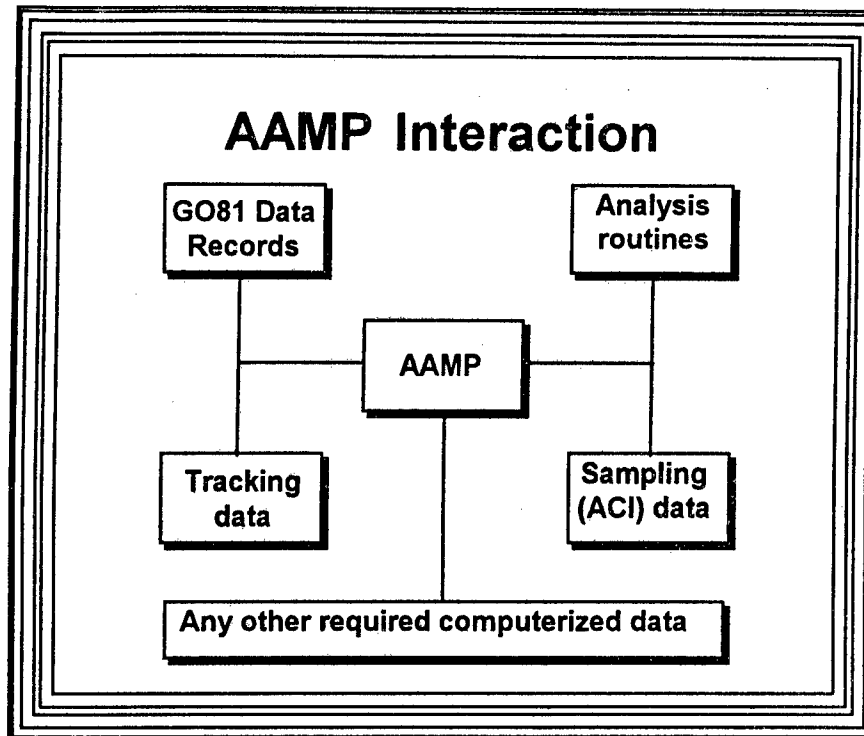 AAMP Interaction
GO81 Data
Records
Analysis
routines
AAMP
Tracking
data
Sampling
(ACI) data
Any other required computerized data